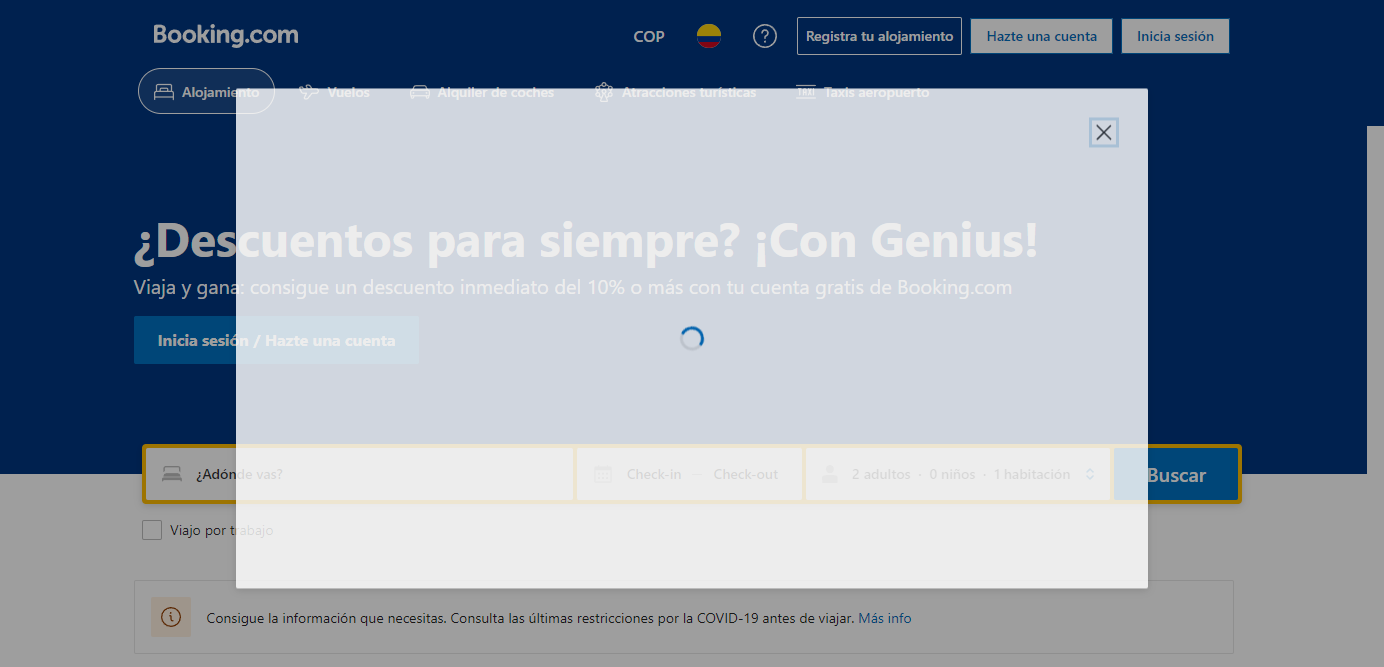 Booking.com
COP
Registra tu alojamiento
Hazte una cuenta
Inicia sesión
Alojamiento
Vuelos
Alquiler de coches
Atracciones turísticas
TAXI
Taxis aeropuerto
¿Descuentos para siempre? ¡Con Genius!
Viaja y gana: consigue un descuento inmediato del 10% o más con tu cuenta gratis de Booking.com
Inicia sesión / Hazte una cuenta
¿Adónde vas?
Check-in — Check-out
2 adultos · 0 niños · 1 habitación
Buscar
Viajo por trabajo
Consigue la información que necesitas. Consulta las últimas restricciones por la COVID-19 antes de viajar. Más info